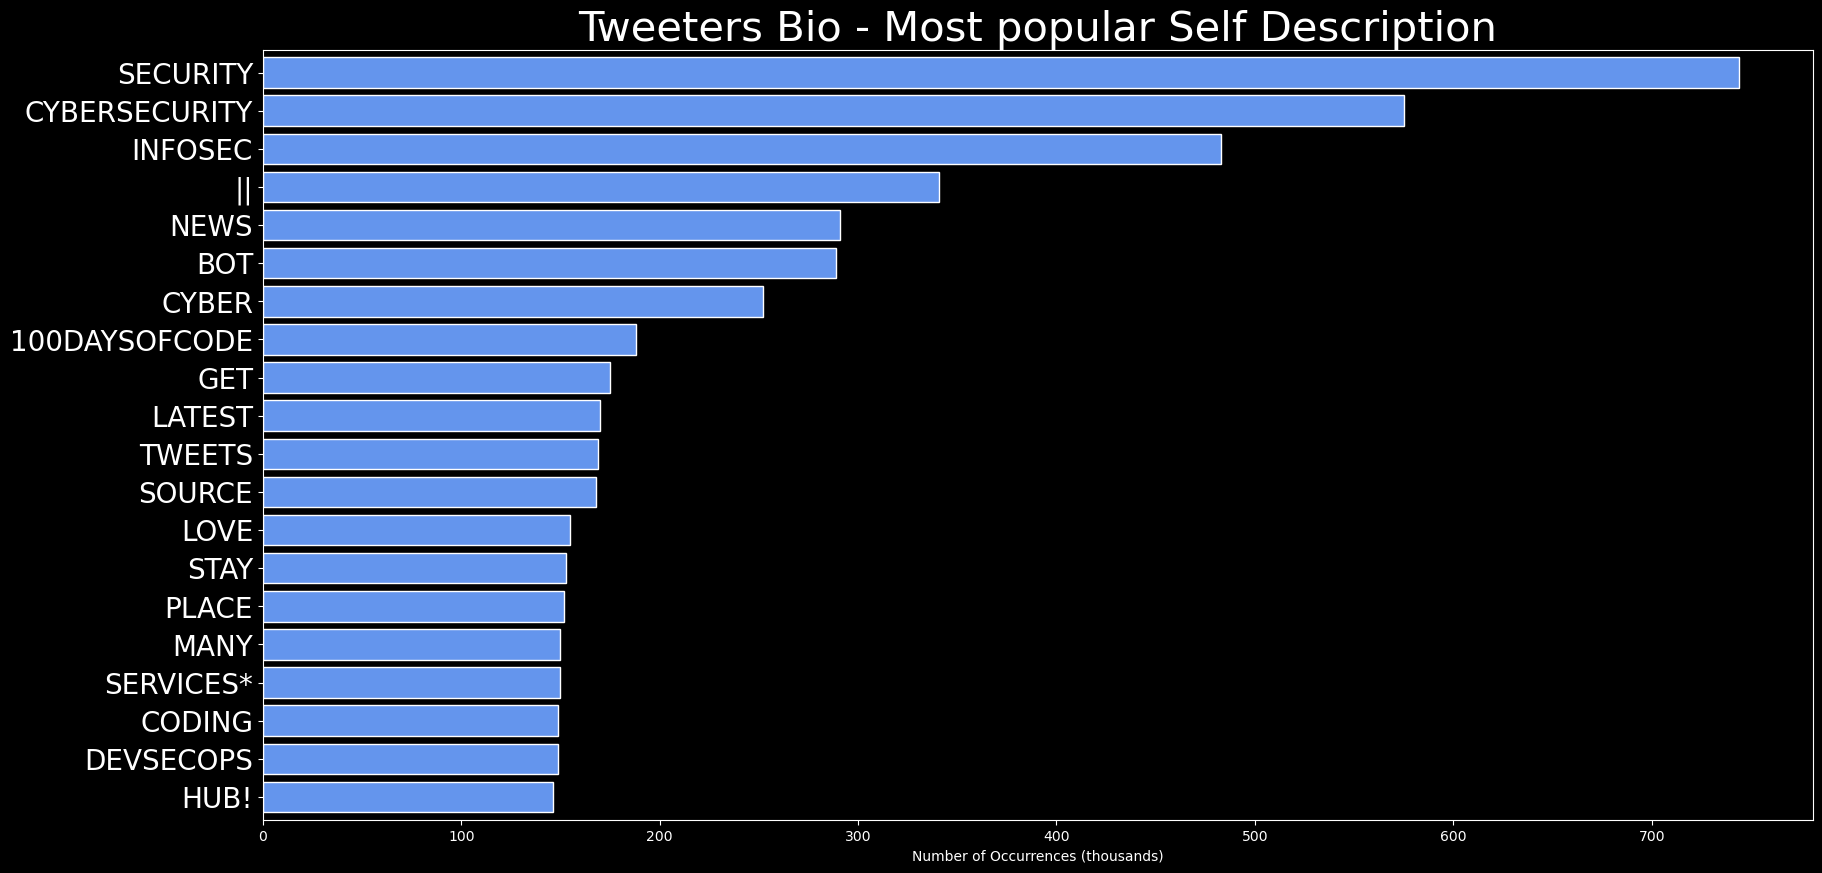 Tweeters Bio - Most popular Self Description
SECURITY
CYBERSECURITY
INFOSEC
||
NEWS
BOT
CYBER
100DAYSOFCODE
GET
LATEST
TWEETS
SOURCE
LOVE
STAY
PLACE
MANY
SERVICES*
CODING
DEVSECOPS
HUB!
0 100 200 300 400 500 600 700
Number of Occurrences (thousands)